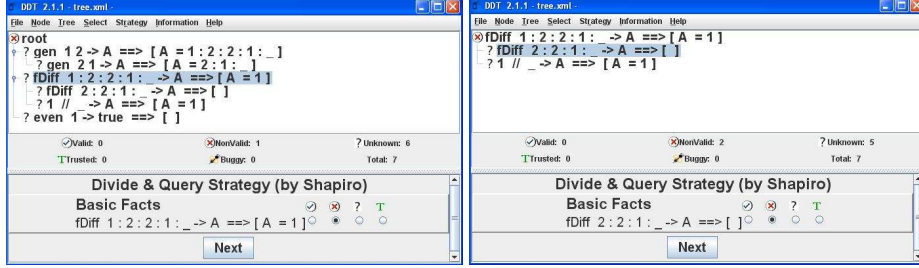 DDT 2.1.1 - tree.xml -
File Node Tree Select Strategy Information Help
root
? gen 1 2 -> A ==> [ A = 1 : 2 : 2 : 1 : _ ]
? gen 2 1 -> A ==> [ A = 2 : 1 : _ ]
? fDiff 1 : 2 : 2 : 1 : _ -> A ==> [ A = 1 ]
? fDiff 2 : 2 : 1 : _ -> A ==> [ ]
? 1 // _ -> A ==> [ A = 1 ]
? even 1 -> true ==> [ ]
Valid: 0 NonValid: 1 ? Unknown: 6
T Trusted: 0 Buggy: 0 Total: 7
Divide & Query Strategy (by Shapiro)
Basic Facts ? T
fDiff 1 : 2 : 2 : 1 : _ -> A ==> [ A = 1 ]
Next
DDT 2.1.1 - tree.xml -
File Node Tree Select Strategy Information Help
fDiff 1 : 2 : 2 : 1 : _ -> A ==> [ A = 1 ]
? fDiff 2 : 2 : 1 : _ -> A ==> [ ]
? 1 // _ -> A ==> [ A = 1 ]
Valid: 0 NonValid: 2 ? Unknown: 5
T Trusted: 0 Buggy: 0 Total: 7
Divide & Query Strategy (by Shapiro)
Basic Facts ? T
fDiff 2 : 2 : 1 : _ -> A ==> [ ]
Next